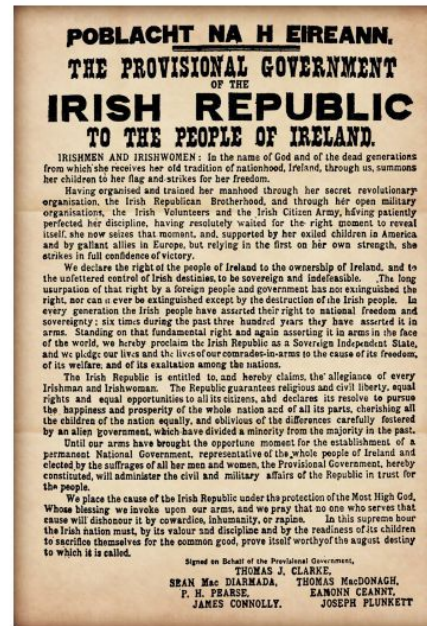 POBLACHT NA H EIREANN.
THE PROVISIONAL GOVERNMENT
OF THE
IRISH REPUBLIC
TO THE PEOPLE OF IRELAND.
IRISHMEN AND IRISHWOMEN : In the name of God and of the dead generations
from which she receives her old tradition of nationhood, Ireland, through us, summons
her children to her flag and strikes for her freedom.
Having organised and trained her manhood through her secret revolutionary
organisation, the Irish Republican Brotherhood, and through her open military
organisations, the Irish Volunteers and the Irish Citizen Army, having patiently
perfected her discipline, having resolutely waited for the right moment to reveal
itself, she now seizes that moment, and, supported by her exiled children in America
and by gallant allies in Europe, but relying in the first on her own strength, she
strikes in full confidence of victory.
We declare the right of the people of Ireland to the ownership of Ireland, and to
the unfettered control of Irish destinies, to be sovereign and indefeasible. The long
usurpation of that right by a foreign people and government has not extinguished the
right, nor can it ever be extinguished except by the destruction of the Irish people. In
every generation the Irish people have asserted their right to national freedom and
sovereignty ; six times during the past three hundred years they have asserted it in
arms. Standing on that fundamental right and again asserting it in arms in the face
of the world, we hereby proclaim the Irish Republic as a Sovereign Independent State,
and we pledge our lives and the lives of our comrades-in-arms to the cause of its freedom,
of its welfare, and of its exaltation among the nations.
The Irish Republic is entitled to, and hereby claims, the allegiance of every
Irishman and Irishwoman. The Republic guarantees religious and civil liberty, equal
rights and equal opportunities to all its citizens, and declares its resolve to pursue
the happiness and prosperity of the whole nation and of all its parts, cherishing all
the children of the nation equally, and oblivious of the differences carefully fostered
by an alien government, which have divided a minority from the majority in the past.
Until our arms have brought the opportune moment for the establishment of a
permanent National Government, representative of the whole people of Ireland and
elected by the suffrages of all her men and women, the Provisional Government, hereby
constituted, will administer the civil and military affairs of the Republic in trust for
the people.
We place the cause of the Irish Republic under the protection of the Most High God,
Whose blessing we invoke upon our arms, and we pray that no one who serves that
cause will dishonour it by cowardice, inhumanity, or rapine. In this supreme hour
the Irish nation must, by its valour and discipline and by the readiness of its children
to sacrifice themselves for the common good, prove itself worthy of the august destiny
to which it is called.
Signed on Behalf of the Provisional Government,
THOMAS J. CLARKE,
SEAN Mac DIARMADA, THOMAS MacDONAGH,
P. H. PEARSE, EAMONN CEANNT,
JAMES CONNOLLY, JOSEPH PLUNKETT